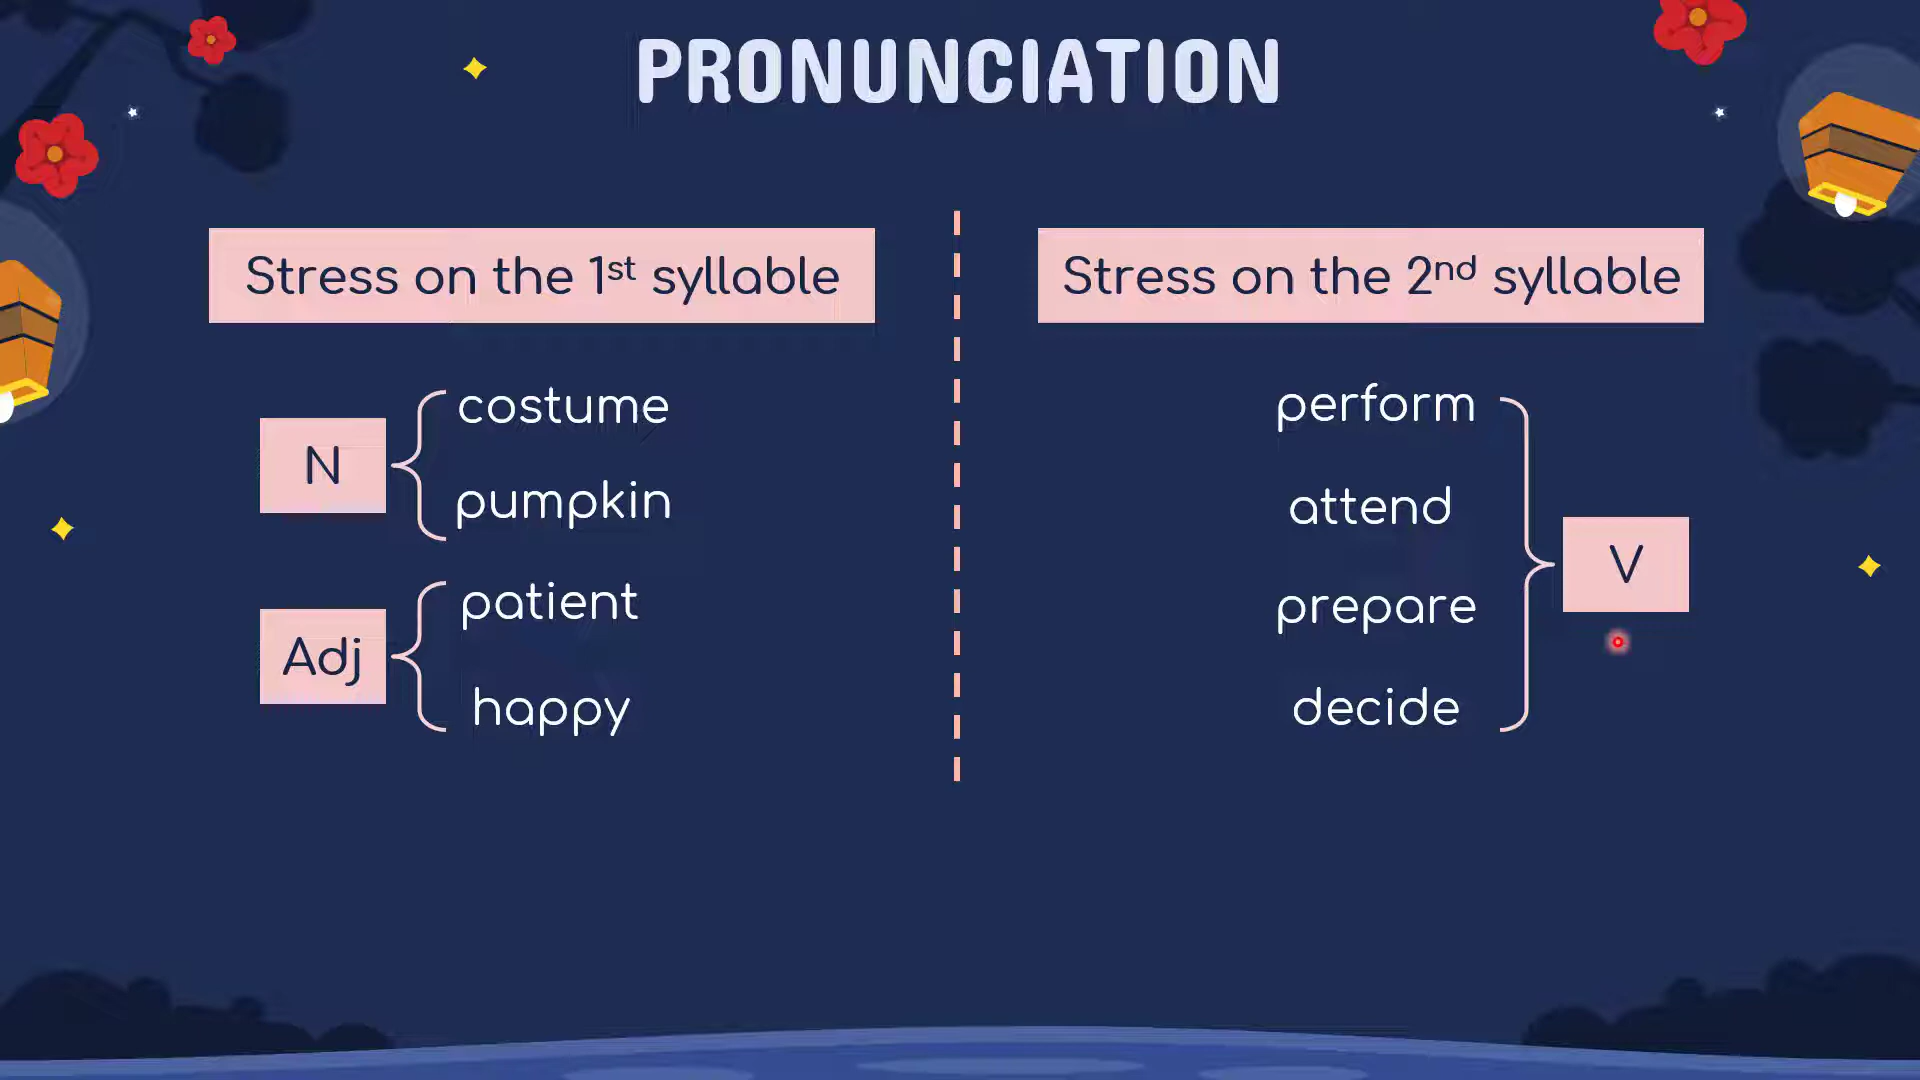 PRONUNCIATION
Stress on the 1st syllable
N
costume
pumpkin
Adj
patient
happy
Stress on the 2nd syllable
perform
attend
prepare
decide
V